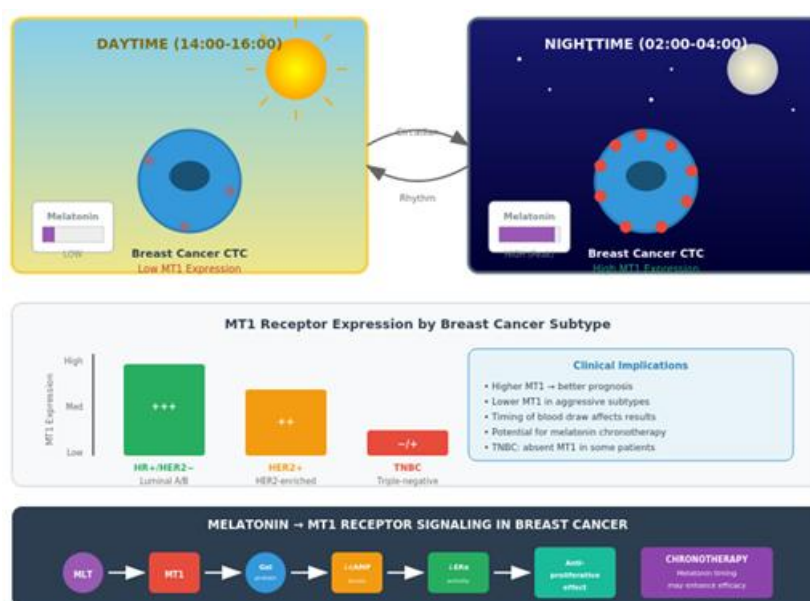 DAYTIME (14:00-16:00)
NIGHTTIME (02:00-04:00)
Circadian
Rhythm
Melatonin
LOW
Breast Cancer CTC
Low MT1 Expression
Melatonin
HIGH (Peak)
Breast Cancer CTC
High MT1 Expression
MT1 Receptor Expression by Breast Cancer Subtype
MT1 Expression
High
Med
Low
+++
++
−/+
HR+/HER2−
Luminal A/B
HER2+
HER2-enriched
TNBC
Triple-negative
Clinical Implications
• Higher MT1 → better prognosis
• Lower MT1 in aggressive subtypes
• Timing of blood draw affects results
• Potential for melatonin chronotherapy
• TNBC: absent MT1 in some patients
MELATONIN → MT1 RECEPTOR SIGNALING IN BREAST CANCER
MLT
MT1
Gαi
protein
↓cAMP
levels
↓ERα
activity
Anti-
proliferative
effect
CHRONOTHERAPY
Melatonin timing
may enhance efficacy